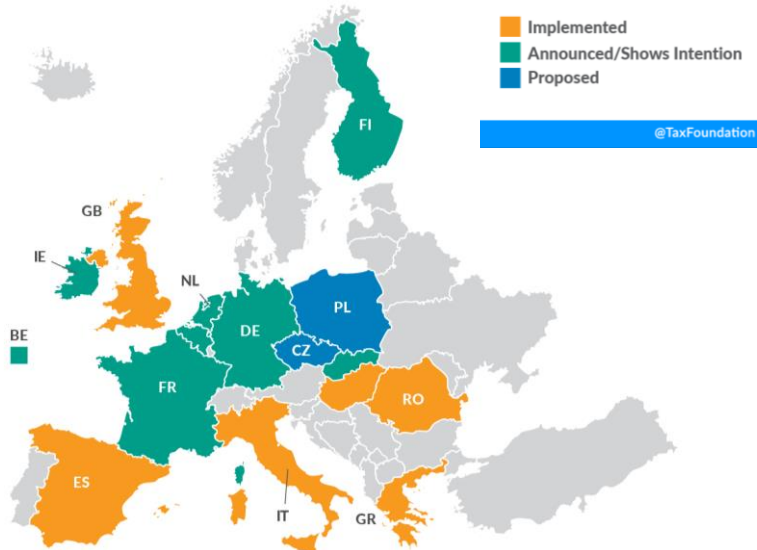 Implemented
Announced/Shows Intention
Proposed
@TaxFoundation
FI
GB
IE
NL
PL
BE
DE
CZ
FR
RO
ES
IT
GR